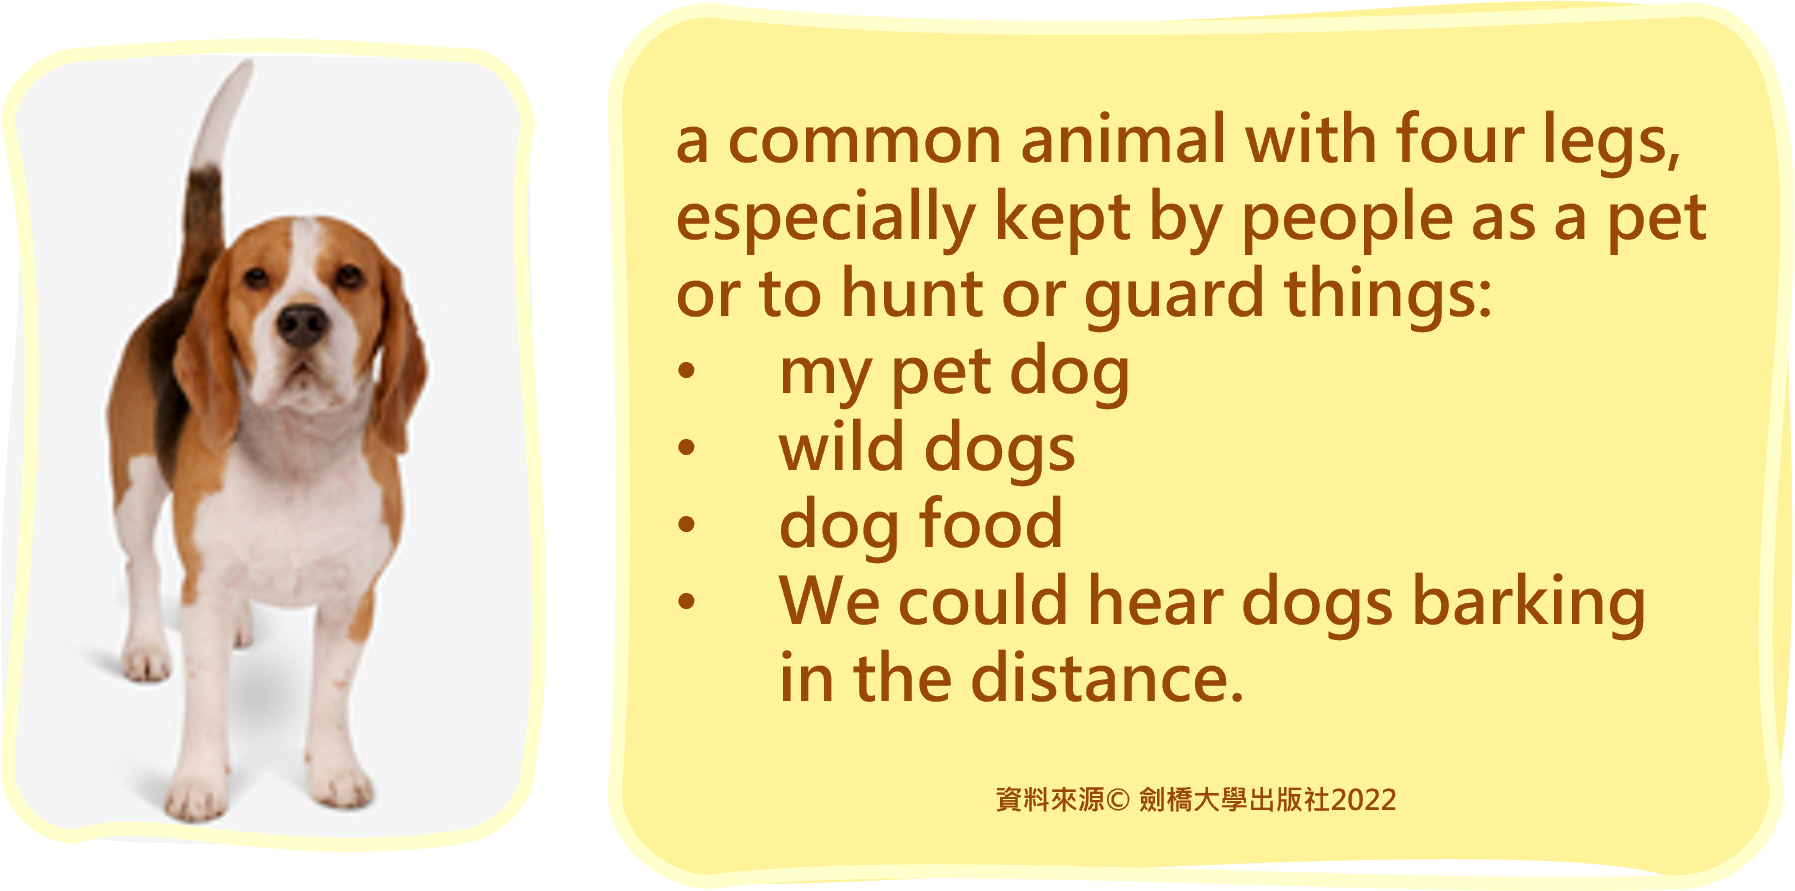 a common animal with four legs,
especially kept by people as a pet
or to hunt or guard things:
• my pet dog
• wild dogs
• dog food
• We could hear dogs barking
in the distance.
資料來源© 劍橋大學出版社2022